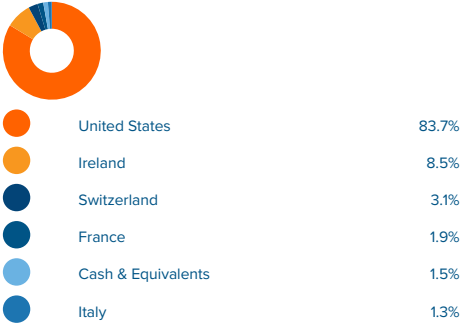 United States 83.7%
Ireland 8.5%
Switzerland 3.1%
France 1.9%
Cash & Equivalents 1.5%
Italy 1.3%